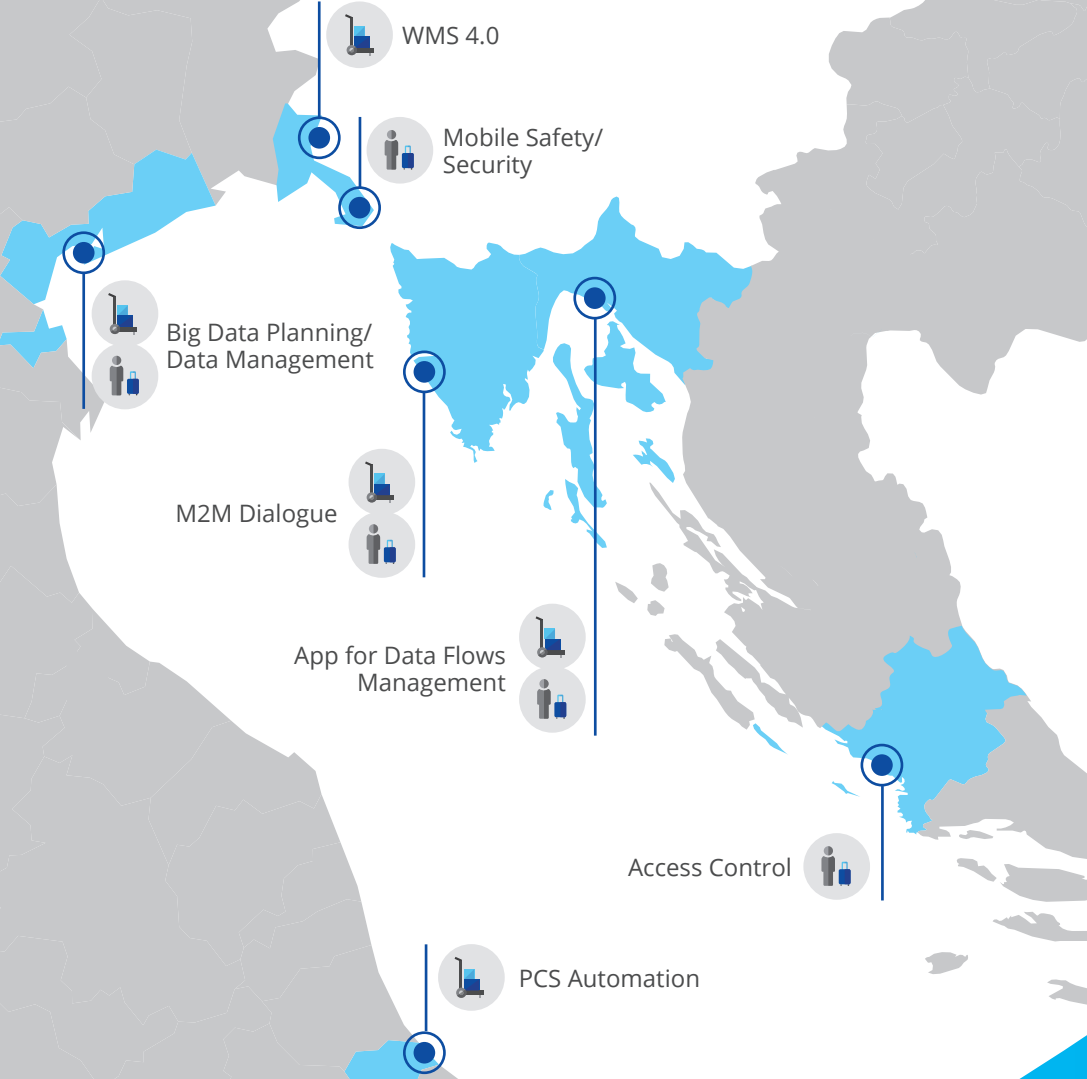 WMS 4.0
Mobile Safety/
Security
Big Data Planning/
Data Management
M2M Dialogue
App for Data Flows
Management
Access Control
PCS Automation